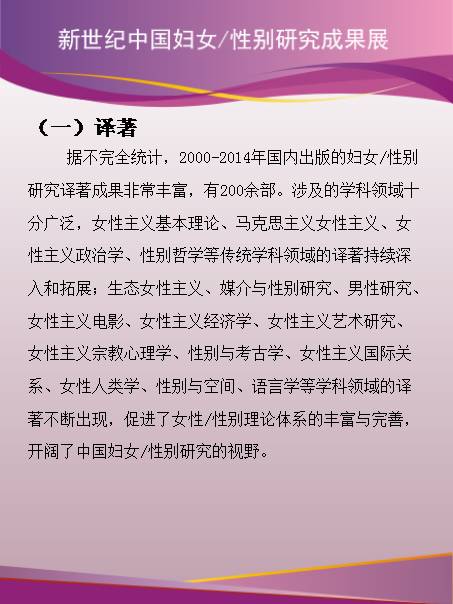 新世纪中国妇女/性别研究成果展
（一）译著
据不完全统计，2000-2014年国内出版的妇女/性别
研究译著成果非常丰富，有200余部。涉及的学科领域十
分广泛，女性主义基本理论、马克思主义女性主义、女
性主义政治学、性别哲学等传统学科领域的译著持续深
入和拓展；生态女性主义、媒介与性别研究、男性研究、
女性主义电影、女性主义经济学、女性主义艺术研究、
女性主义宗教心理学、性别与考古学、女性主义国际关
系、女性人类学、性别与空间、语言学等学科领域的译
著不断出现，促进了女性/性别理论体系的丰富与完善，
开阔了中国妇女/性别研究的视野。